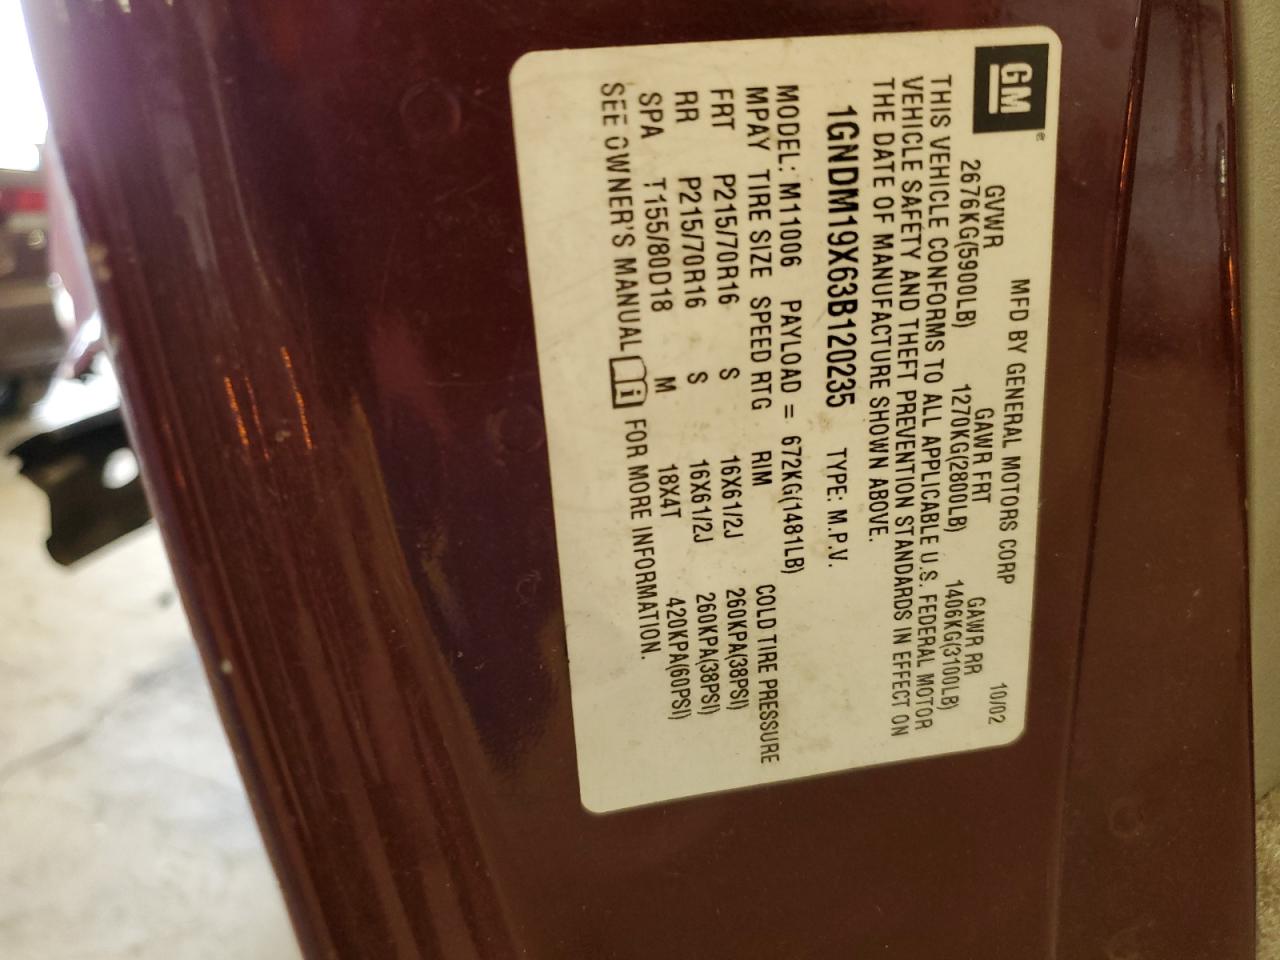 GM
MFD BY GENERAL MOTORS CORP 10/02
GVWR GAWR FRT GAWR RR
2676KG(5900LB) 1270KG(2800LB) 1406KG(3100LB)
THIS VEHICLE CONFORMS TO ALL APPLICABLE U.S. FEDERAL MOTOR
VEHICLE SAFETY AND THEFT PREVENTION STANDARDS IN EFFECT ON
THE DATE OF MANUFACTURE SHOWN ABOVE.
1GNDM19X63B120235 TYPE: M.P.V.
MODEL: M11006 PAYLOAD = 672KG(1481LB)
MPAY TIRE SIZE SPEED RTG RIM COLD TIRE PRESSURE
FRT P215/70R16 S 16X61/2J 260KPA(38PSI)
RR P215/70R16 S 16X61/2J 260KPA(38PSI)
SPA T155/80D18 M 18X4T 420KPA(60PSI)
SEE OWNER'S MANUAL i FOR MORE INFORMATION.